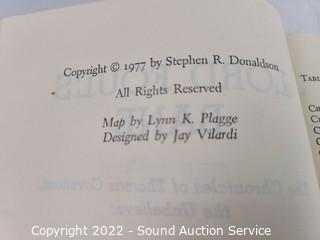 Copyright © 1977 by Stephen R. Donaldson
All Rights Reserved
Map by Lynn K. Plagge
Designed by Jay Vilardi
TABL
Copyright 2022 - Sound Auction Service